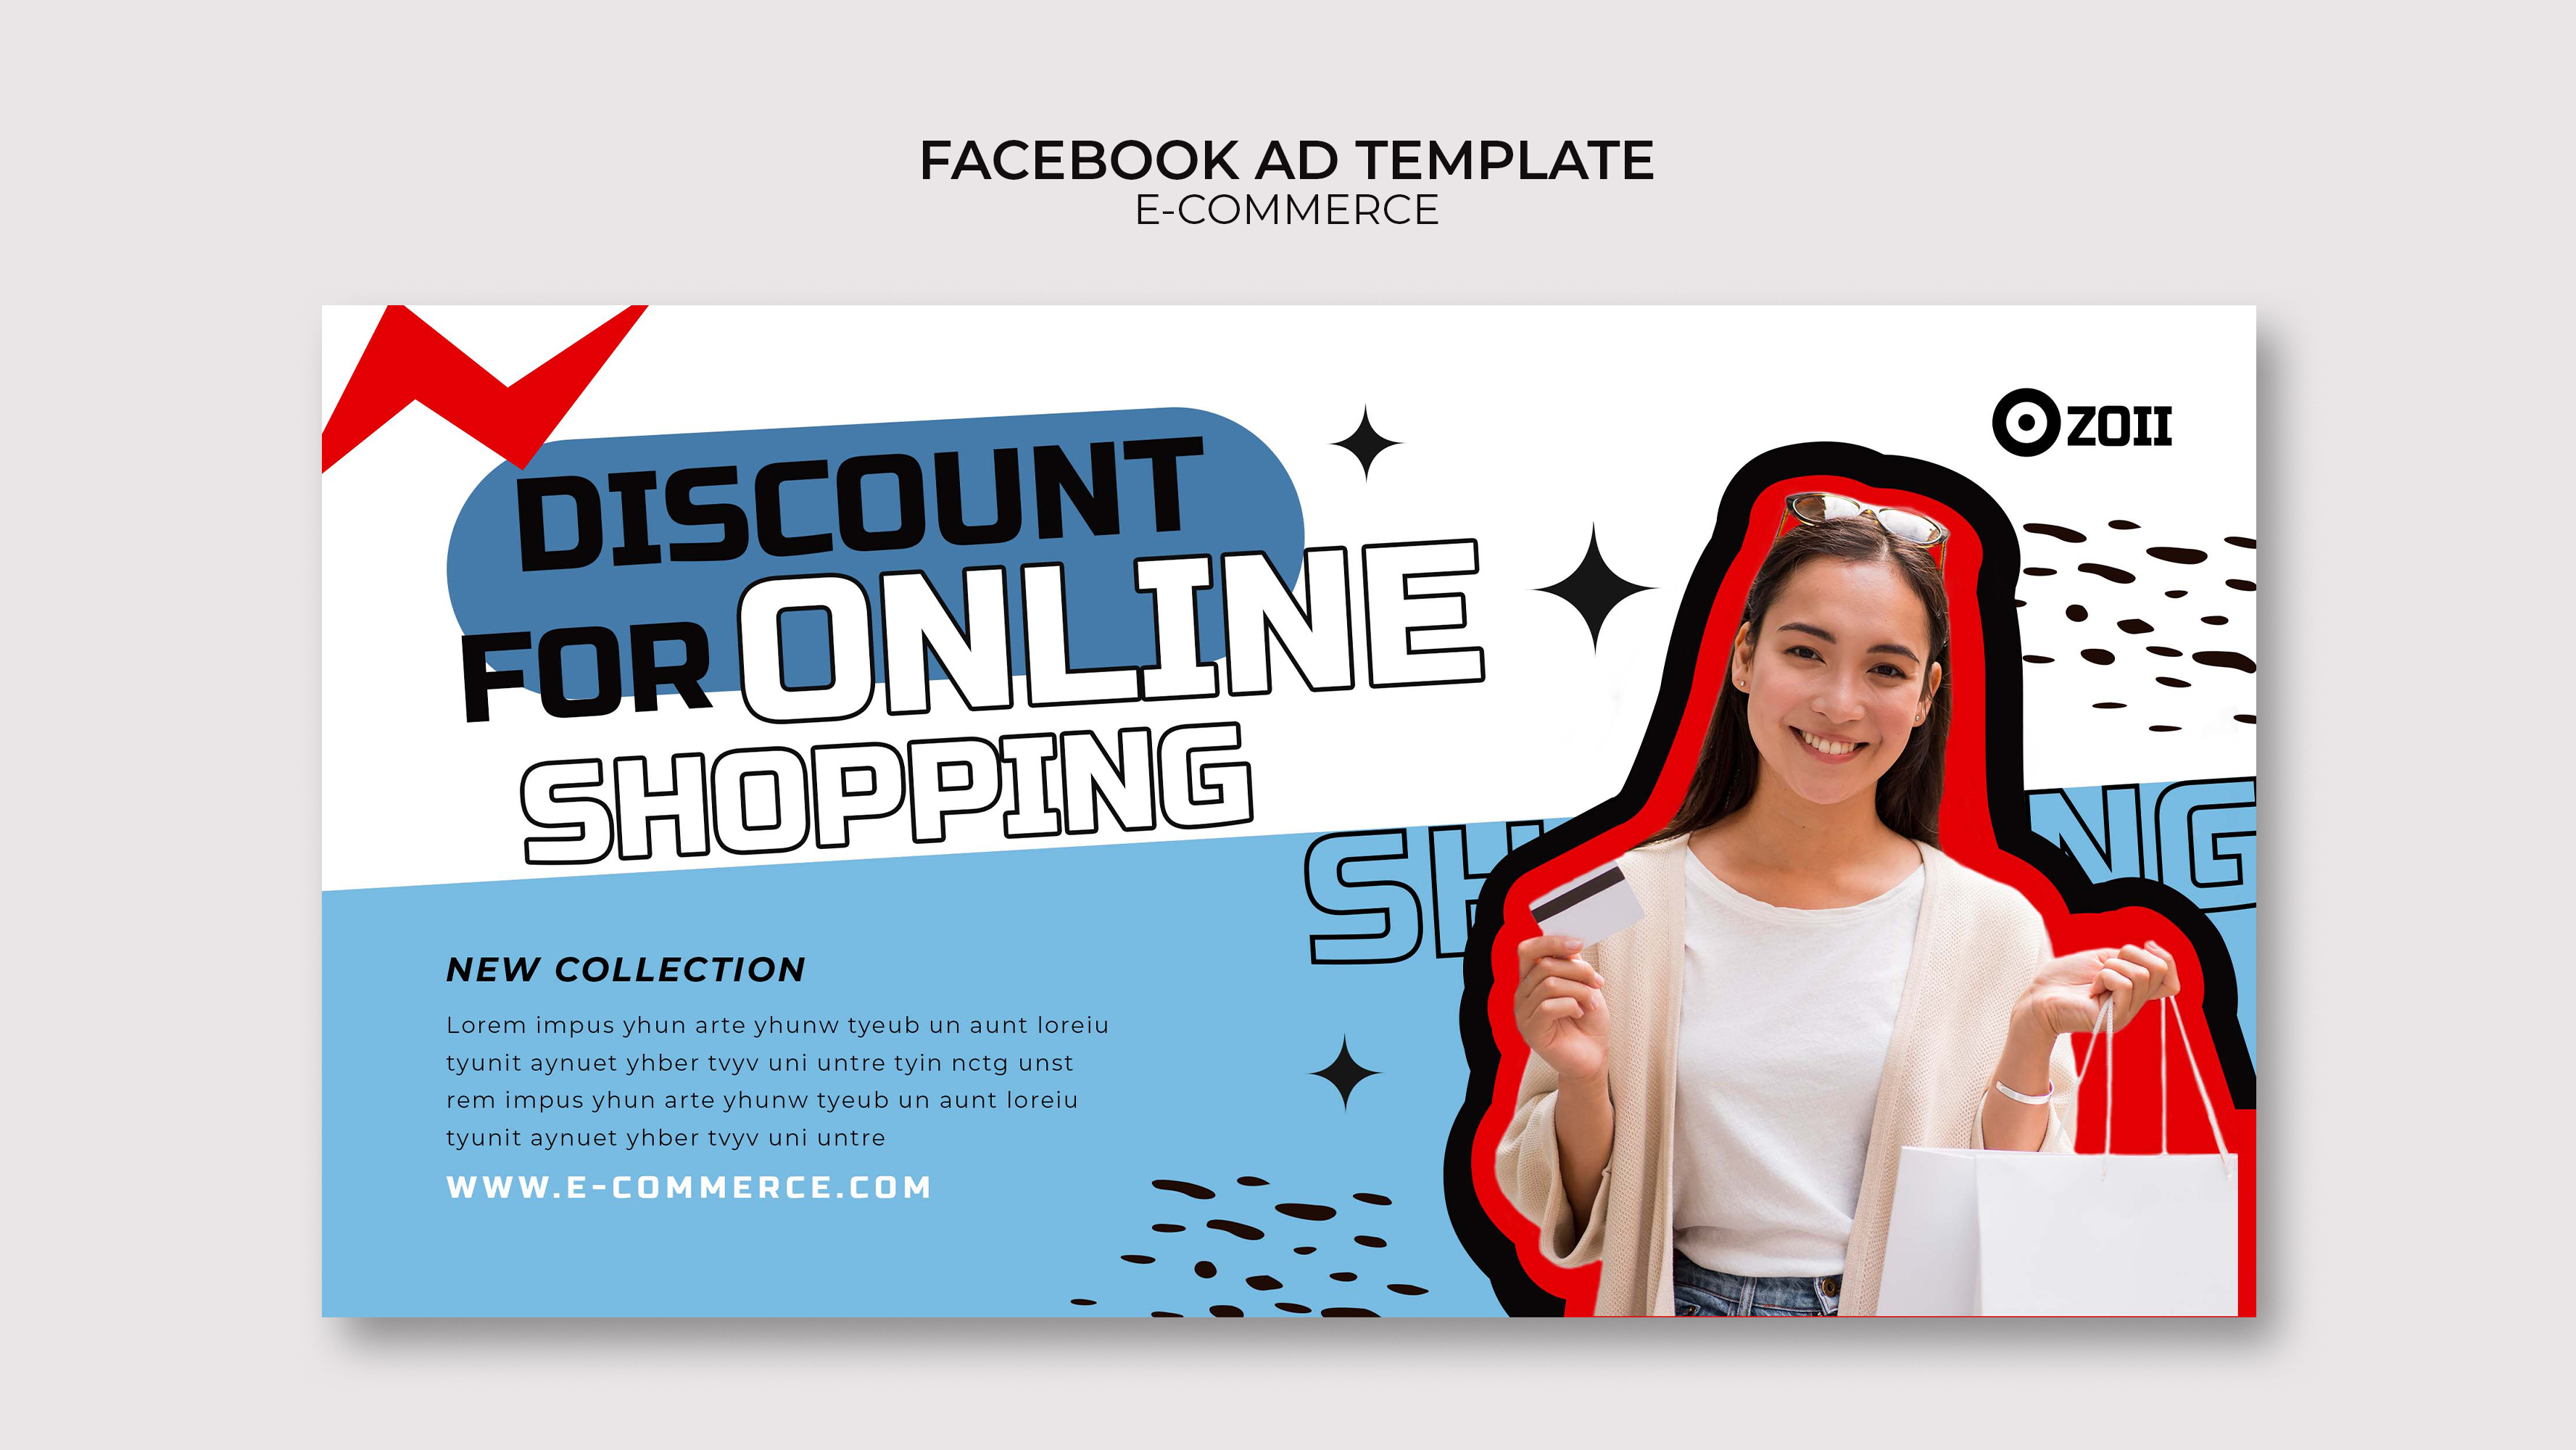 FACEBOOK AD TEMPLATE
E-COMMERCE
ZOII
DISCOUNT
FOR ONLINE
SHOPPING
SH NG
NEW COLLECTION
Lorem impus yhun arte yhunw tyeub un aunt loreiu
tyunit aynuet yhber tvyv uni untre tyin nctg unst
rem impus yhun arte yhunw tyeub un aunt loreiu
tyunit aynuet yhber tvyv uni untre
WWW.E-COMMERCE.COM